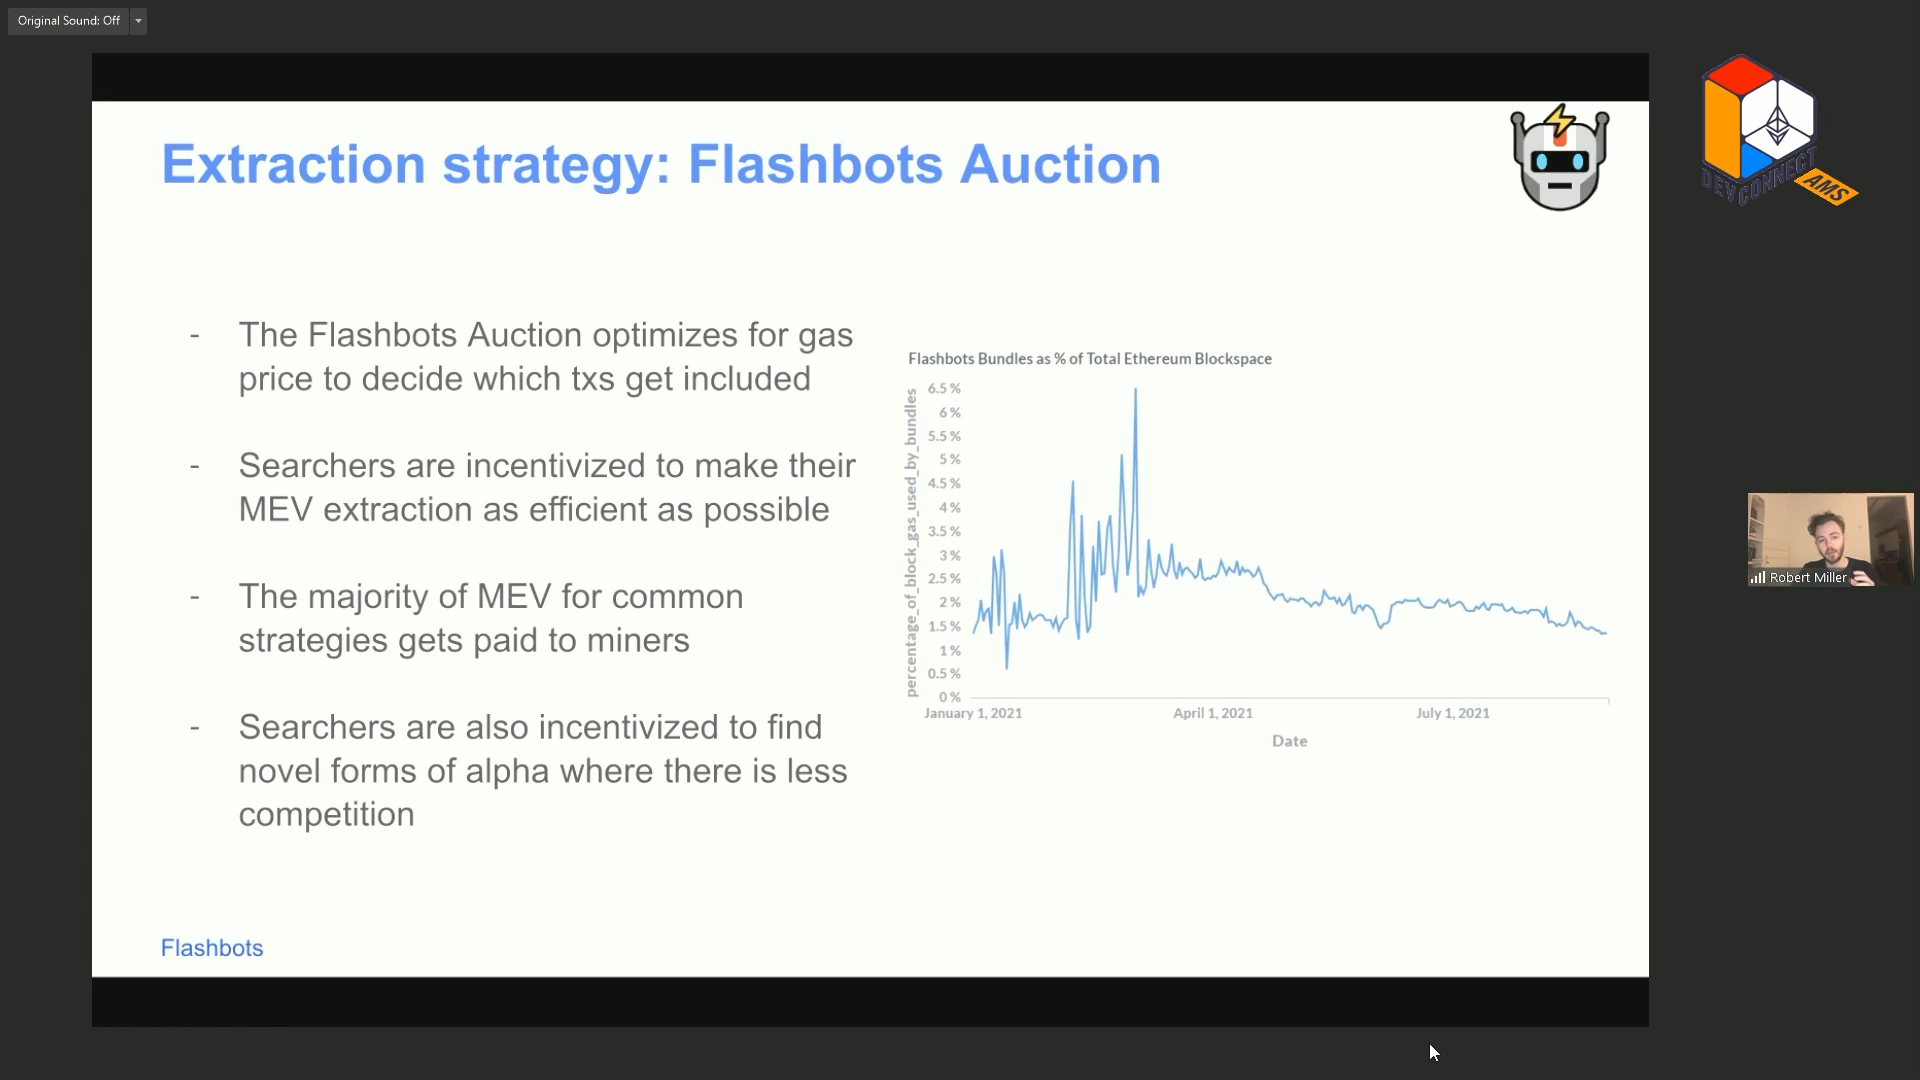 Original Sound: Off
Extraction strategy: Flashbots Auction
DEVCONNECT
AMS
- The Flashbots Auction optimizes for gas
price to decide which txs get included
- Searchers are incentivized to make their
MEV extraction as efficient as possible
- The majority of MEV for common
strategies gets paid to miners
- Searchers are also incentivized to find
novel forms of alpha where there is less
competition
Flashbots Bundles as % of Total Ethereum Blockspace
percentage_of_block_gas_used_by_bundles
6.5 %
6 %
5.5 %
5 %
4.5 %
4 %
3.5 %
3 %
2.5 %
2 %
1.5 %
1 %
0.5 %
0 %
January 1, 2021
April 1, 2021
July 1, 2021
Date
Robert Miller
Flashbots